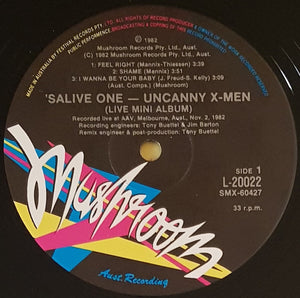 MADE IN AUSTRALIA BY FESTIVAL RECORDS PTY. LTD. ALL RIGHTS OF RECORD PRODUCER & OWNER OF THE WORK RESERVED
PUBLIC PERFORMANCE BROADCASTING & COPYING OF THIS RECORD PROHIBITED
℗ 1982
Mushroom Records Pty. Ltd., Aust.
(C) 1982 Mushroom Records Pty. Ltd., Aust.
1: FEEL RIGHT (Mannix-Thiessen) 3:30
2: SHAME (Mannix) 3:51
3: I WANNA BE YOUR BABY (J. Freud-S. Kelly) 3:03
(Aust. Comps.) (Mushroom)
'SALIVE ONE — UNCANNY X-MEN
(LIVE MINI ALBUM)
Recorded live at AAV, Melbourne, Aust., Nov. 2, 1982
Recording engineers: Tony Buettel & Jim Barton
Remix engineer & post-production: Tony Buettel
SIDE 1
L-20022
SMX-60427
33 r.p.m.
Mushroom
Aust. Recording